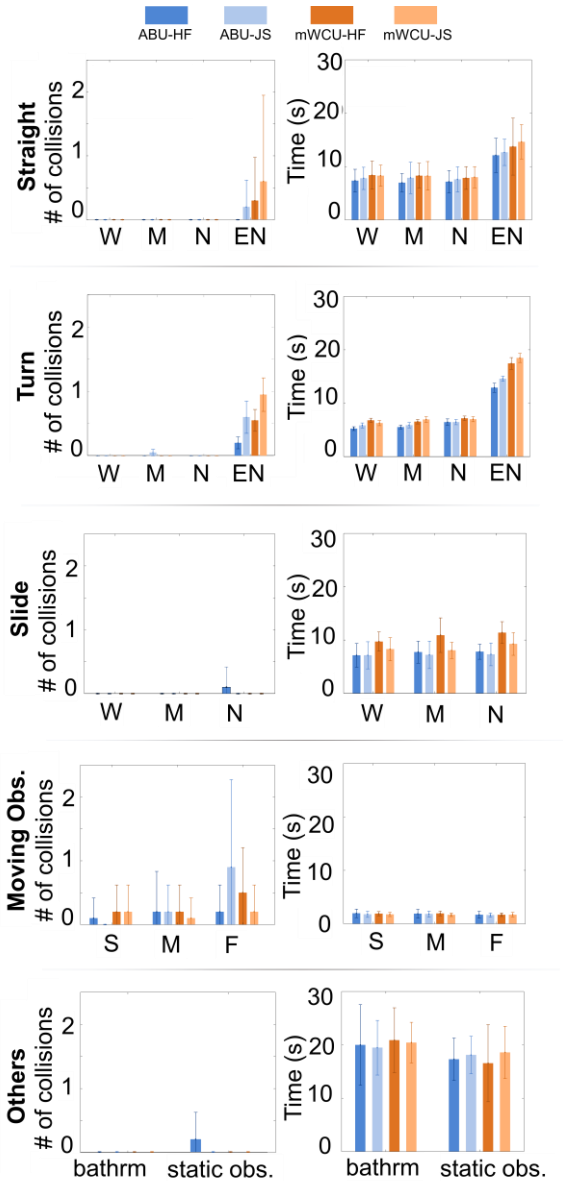 ABU-HF ABU-JS mWCU-HF mWCU-JS
Straight
# of collisions
2
1
0
W M N EN
Time (s)
30
20
10
0
W M N EN
Turn
# of collisions
2
1
0
W M N EN
Time (s)
30
20
10
0
W M N EN
Slide
# of collisions
2
1
0
W M N
Time (s)
30
20
10
0
W M N
Moving Obs.
# of collisions
2
1
0
S M F
Time (s)
30
20
10
0
S M F
Others
# of collisions
2
1
0
bathrm static obs.
Time (s)
30
20
10
0
bathrm static obs.